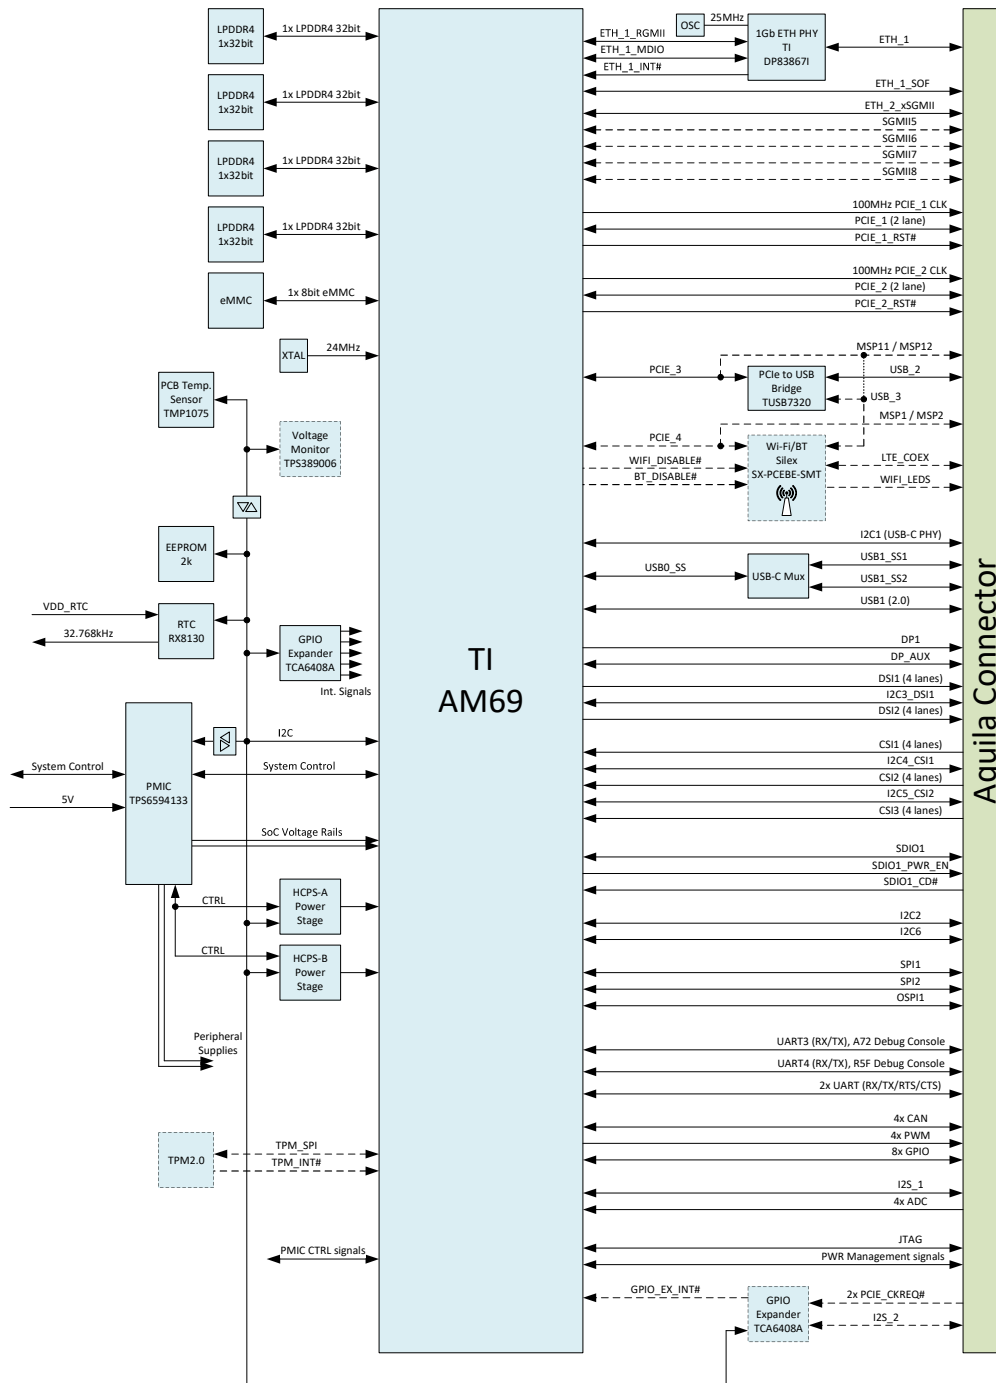 LPDDR4
1x32bit
1x LPDDR4 32bit
LPDDR4
1x32bit
1x LPDDR4 32bit
LPDDR4
1x32bit
1x LPDDR4 32bit
LPDDR4
1x32bit
1x LPDDR4 32bit
eMMC
1x 8bit eMMC
XTAL
24MHz
PCB Temp.
Sensor
TMP1075
Voltage
Monitor
TPS389006
EEPROM
2k
VDD_RTC
32.768kHz
RTC
RX8130
GPIO
Expander
TCA6408A
Int. Signals
I2C
System Control
5V
PMIC
TPS6594133
System Control
SoC Voltage Rails
CTRL
HCPS-A
Power
Stage
CTRL
HCPS-B
Power
Stage
Peripheral
Supplies
TPM2.0
TPM_SPI
TPM_INT#
PMIC CTRL signals
TI
AM69
OSC
25MHz
1Gb ETH PHY
TI
DP83867I
ETH_1_RGMII
ETH_1_MDIO
ETH_1_INT#
ETH_1
ETH_1_SOF
ETH_2_xSGMII
SGMII5
SGMII6
SGMII7
SGMII8
100MHz PCIE_1 CLK
PCIE_1 (2 lane)
PCIE_1_RST#
100MHz PCIE_2 CLK
PCIE_2 (2 lane)
PCIE_2_RST#
MSP11 / MSP12
PCIE_3
PCIe to USB
Bridge
TUSB7320
USB_2
USB_3
MSP1 / MSP2
PCIE_4
WIFI_DISABLE#
BT_DISABLE#
Wi-Fi/BT
Silex
SX-PCEBE-SMT
LTE_COEX
WIFI_LEDS
I2C1 (USB-C PHY)
USB0_SS
USB-C Mux
USB1_SS1
USB1_SS2
USB1 (2.0)
DP1
DP_AUX
DSI1 (4 lanes)
I2C3_DSI1
DSI2 (4 lanes)
CSI1 (4 lanes)
I2C4_CSI1
CSI2 (4 lanes)
I2C5_CSI2
CSI3 (4 lanes)
SDIO1
SDIO1_PWR_EN
SDIO1_CD#
I2C2
I2C6
SPI1
SPI2
OSPI1
UART3 (RX/TX), A72 Debug Console
UART4 (RX/TX), R5F Debug Console
2x UART (RX/TX/RTS/CTS)
4x CAN
4x PWM
8x GPIO
I2S_1
4x ADC
JTAG
PWR Management signals
GPIO_EX_INT#
GPIO
Expander
TCA6408A
2x PCIE_CKREQ#
I2S_2
Aquila Connector